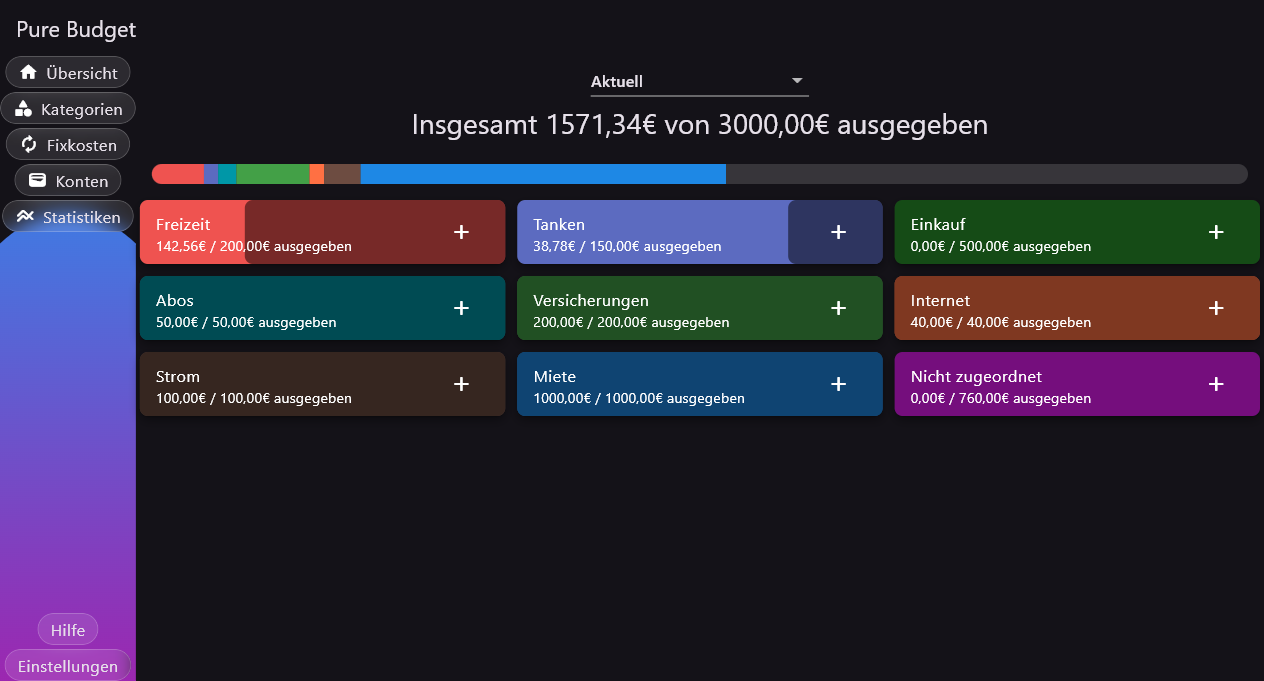 Pure Budget
Übersicht
Kategorien
Fixkosten
Konten
Statistiken
Hilfe
Einstellungen
Aktuell
Insgesamt 1571,34€ von 3000,00€ ausgegeben
Freizeit
142,56€ / 200,00€ ausgegeben
Tanken
38,78€ / 150,00€ ausgegeben
Einkauf
0,00€ / 500,00€ ausgegeben
Abos
50,00€ / 50,00€ ausgegeben
Versicherungen
200,00€ / 200,00€ ausgegeben
Internet
40,00€ / 40,00€ ausgegeben
Strom
100,00€ / 100,00€ ausgegeben
Miete
1000,00€ / 1000,00€ ausgegeben
Nicht zugeordnet
0,00€ / 760,00€ ausgegeben